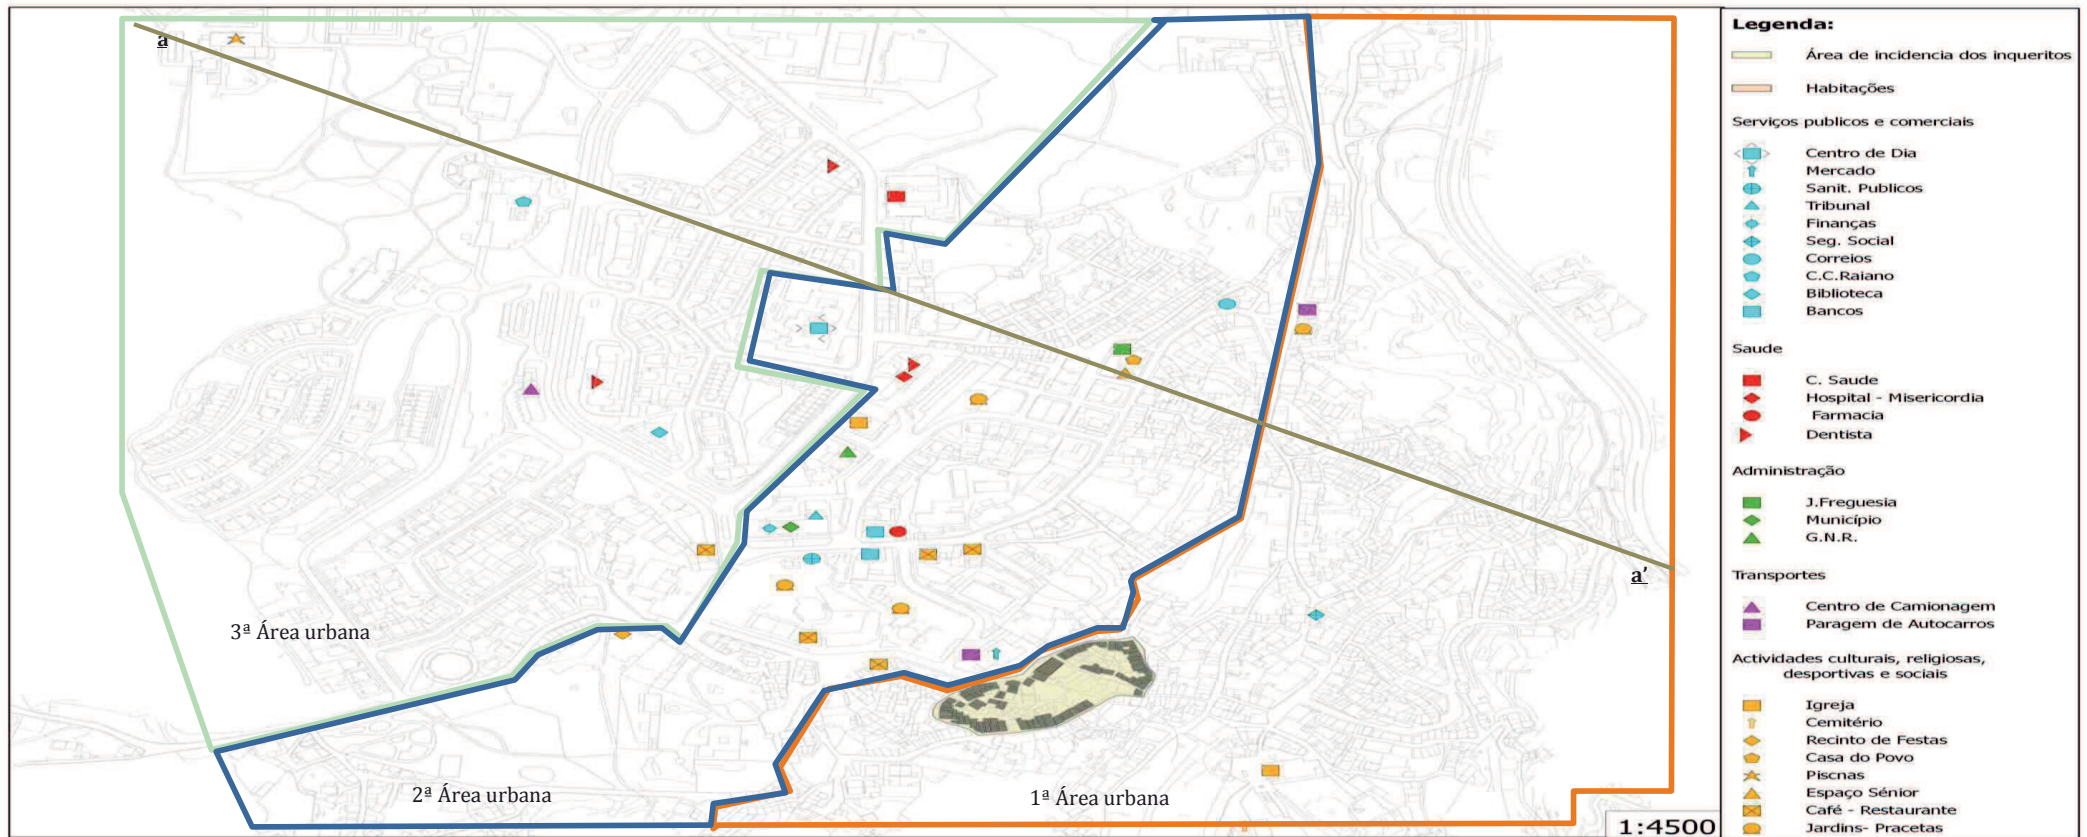 a
a'
3ª Área urbana
2ª Área urbana
1ª Área urbana
1:4500
Legenda:
Área de incidencia dos inqueritos
Habitações
Serviços publicos e comerciais
Centro de Dia
Mercado
Sanit. Publicos
Tribunal
Finanças
Seg. Social
Correios
C.C.Raiano
Biblioteca
Bancos
Saude
C. Saude
Hospital - Misericordia
Farmacia
Dentista
Administração
J.Freguesia
Município
G.N.R.
Transportes
Centro de Camionagem
Paragem de Autocarros
Actividades culturais, religiosas,
desportivas e sociais
Igreja
Cemitério
Recinto de Festas
Casa do Povo
Piscnas
Espaço Sénior
Café - Restaurante
Jardins- Pracetas